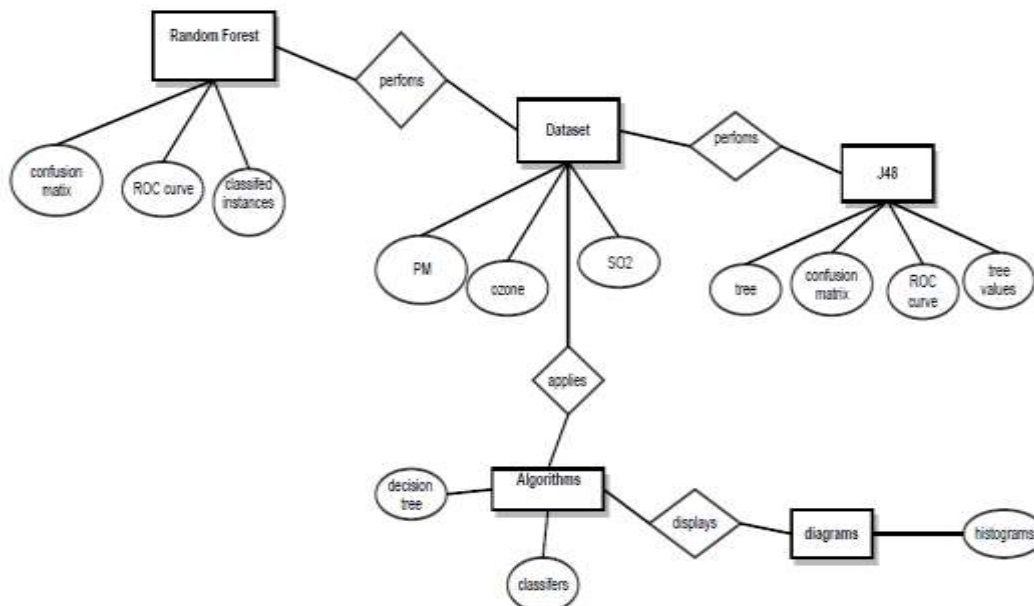 Random Forest
perfoms
Dataset
perfoms
J48
confusion
matix
ROC curve
classifed
instances
PM
ozone
SO2
tree
confusion
matrix
ROC
curve
tree
values
applies
decision
tree
Algorithms
displays
diagrams
histograms
classifers